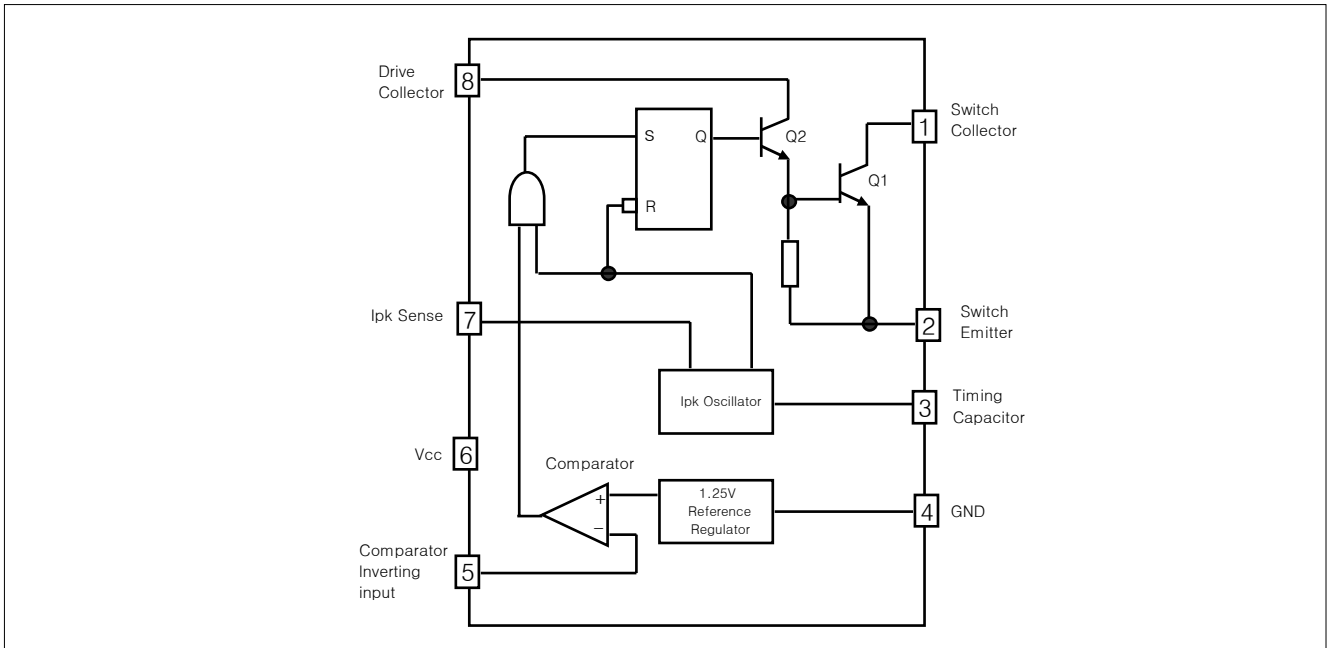 Drive
Collector
8
S
Q
Q2
Switch
Collector
1
Q1
R
Ipk Sense
7
Switch
Emitter
2
Ipk Oscillator
Timing
Capacitor
3
Vcc
6
Comparator
+
−
1.25V
Reference
Regulator
4
GND
Comparator
Inverting
input
5